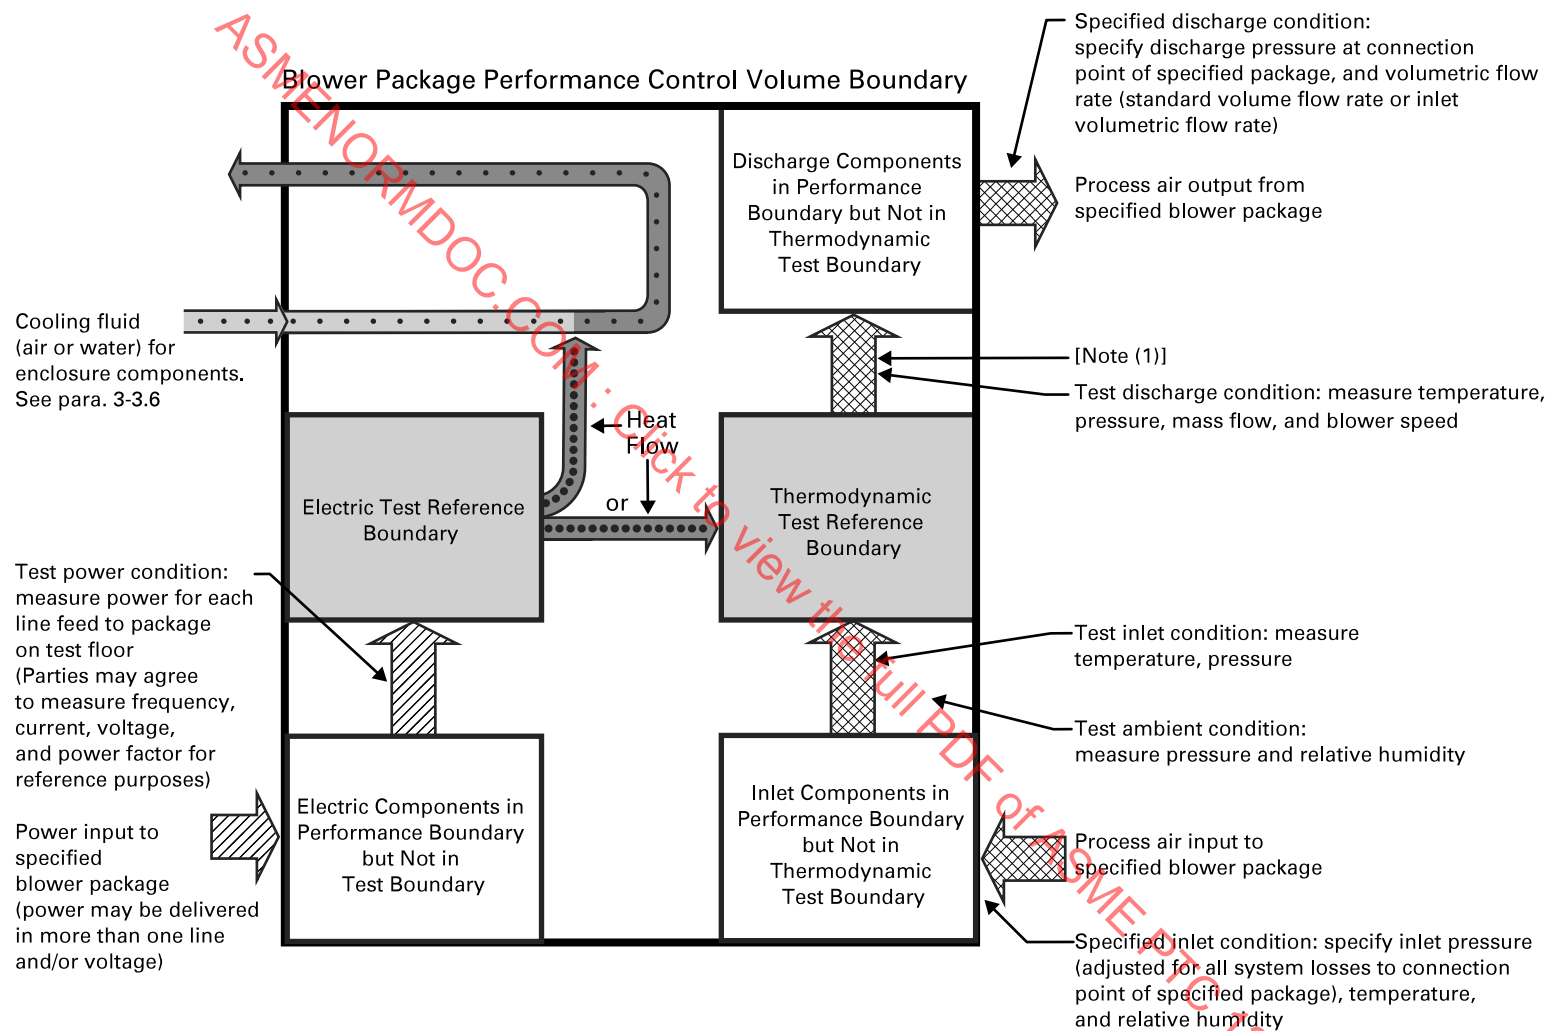 Blower Package Performance Control Volume Boundary
Specified discharge condition:
specify discharge pressure at connection
point of specified package, and volumetric flow
rate (standard volume flow rate or inlet
volumetric flow rate)
Discharge Components
in Performance
Boundary but Not in
Thermodynamic
Test Boundary
Process air output from
specified blower package
Cooling fluid
(air or water) for
enclosure components.
See para. 3-3.6
[Note (1)]
Test discharge condition: measure temperature,
pressure, mass flow, and blower speed
Heat
Flow
or
Electric Test Reference
Boundary
Thermodynamic
Test Reference
Boundary
Test power condition:
measure power for each
line feed to package
on test floor
(Parties may agree
to measure frequency,
current, voltage,
and power factor for
reference purposes)
Test inlet condition: measure
temperature, pressure
Test ambient condition:
measure pressure and relative humidity
Electric Components in
Performance Boundary
but Not in
Test Boundary
Inlet Components in
Performance Boundary
but Not in
Thermodynamic
Test Boundary
Power input to
specified
blower package
(power may be delivered
in more than one line
and/or voltage)
Process air input to
specified blower package
Specified inlet condition: specify inlet pressure
(adjusted for all system losses to connection
point of specified package), temperature,
and relative humidity
ASMENORMDOC.COM : Click to view the full PDF of ASME PTC